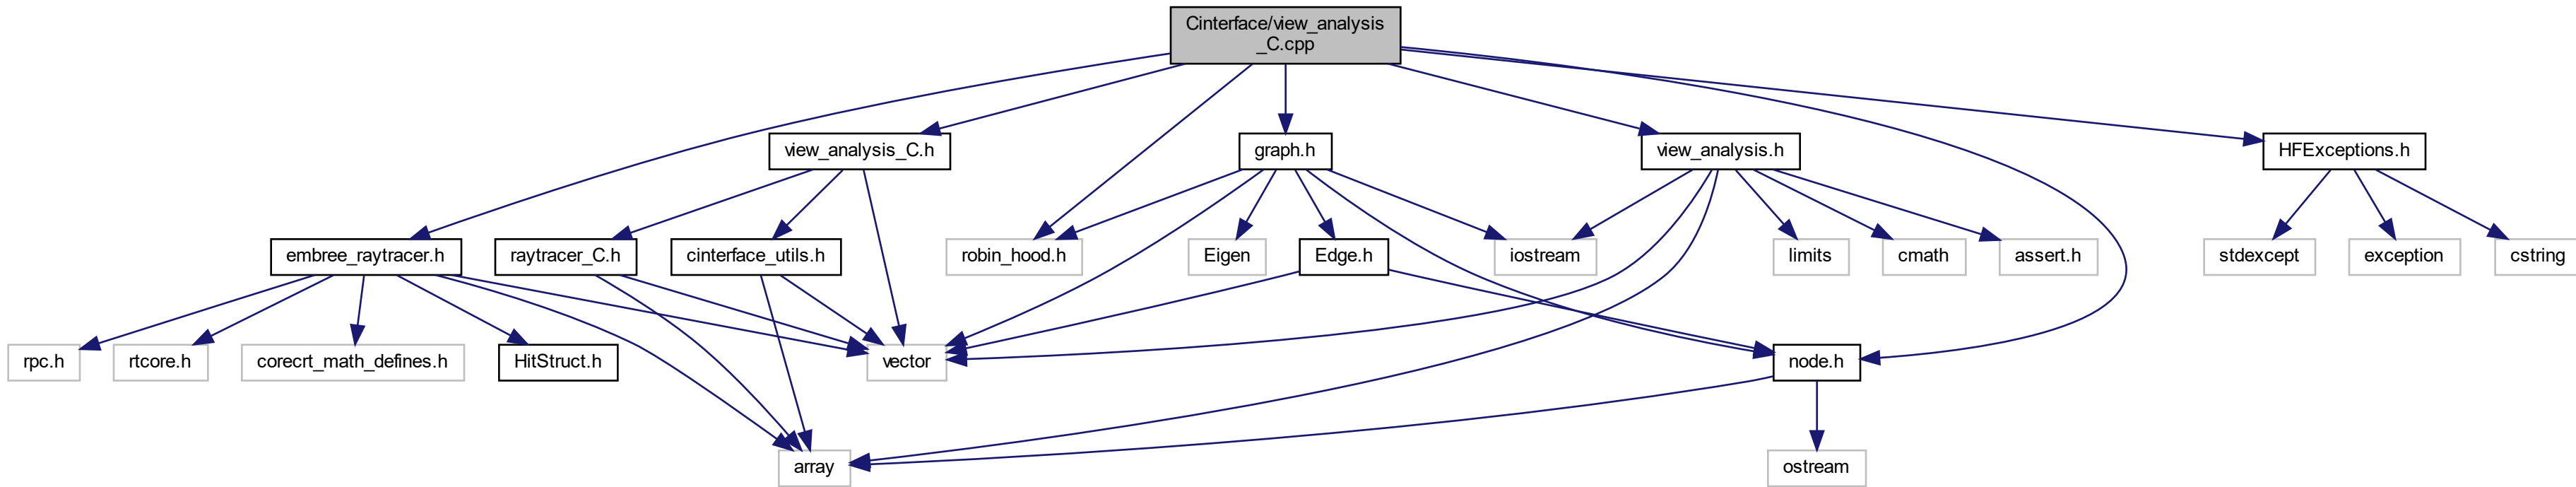 Cinterface/view_analysis
_C.cpp
view_analysis_C.h
graph.h
view_analysis.h
HFExceptions.h
embree_raytracer.h
raytracer_C.h
cinterface_utils.h
robin_hood.h
Eigen
Edge.h
iostream
limits
cmath
assert.h
stdexcept
exception
cstring
rpc.h
rtcore.h
corecrt_math_defines.h
HitStruct.h
vector
node.h
array
ostream